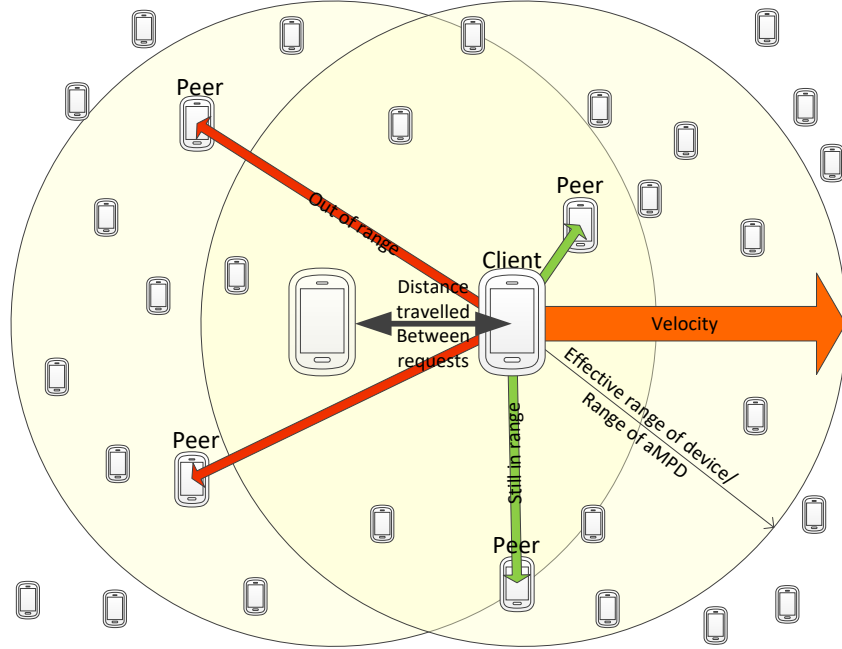 Peer
Out of range
Peer
Client
Distance
travelled
Between
requests
Velocity
Effective range of device/
Range of aMPD
Peer
Still in range
Peer